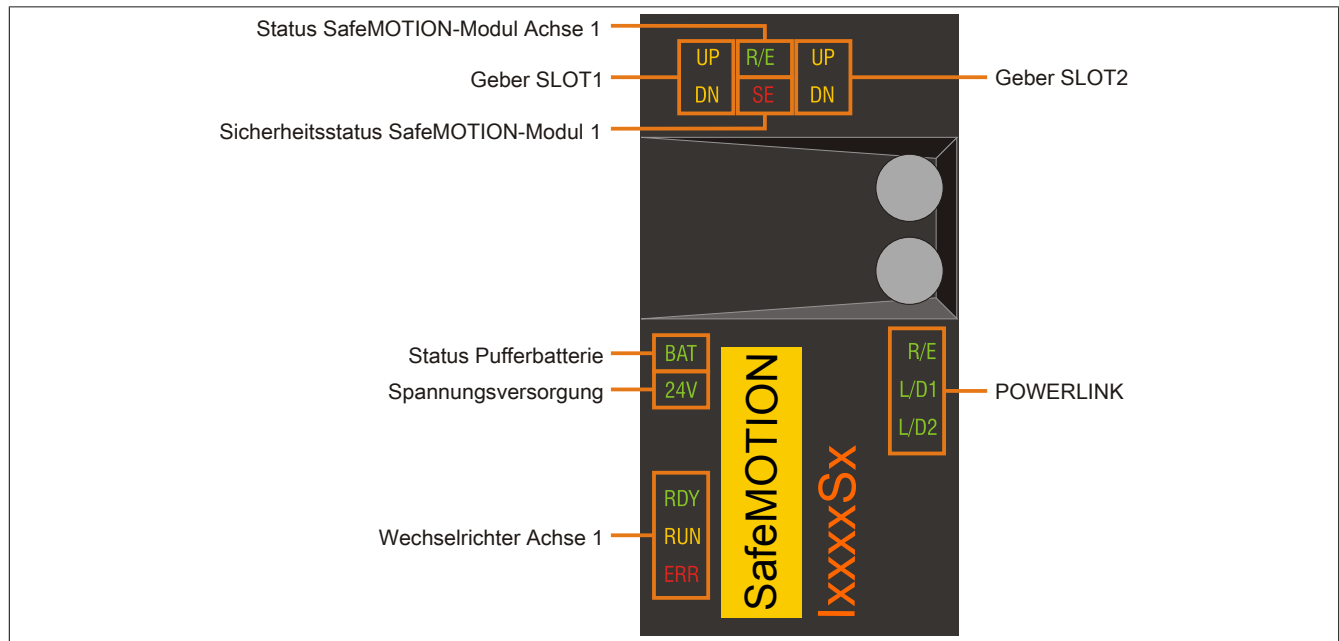 Status SafeMOTION-Modul Achse 1
UP R/E UP
Geber SLOT1
Geber SLOT2
DN SE DN
Sicherheitsstatus SafeMOTION-Modul 1
Status Pufferbatterie
BAT
R/E
Spannungsversorgung
24V
L/D1
POWERLINK
L/D2
SafeMOTION
IxxxxSx
RDY
Wechselrichter Achse 1
RUN
ERR